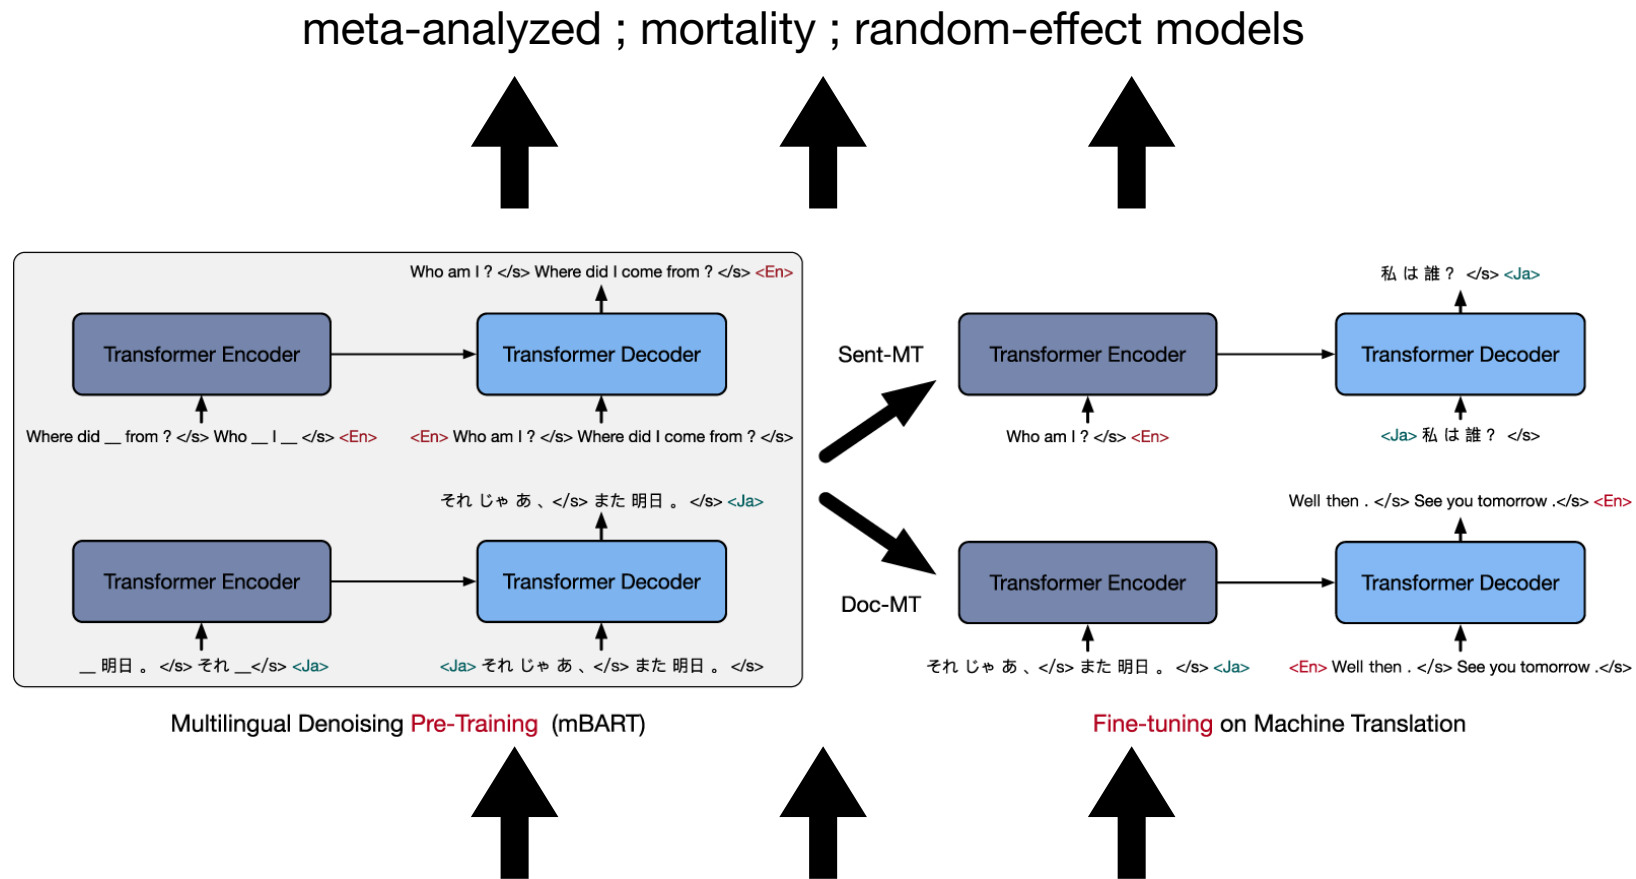 meta-analyzed ; mortality ; random-effect models
Who am I ? </s> Where did I come from ? </s> <En>
Transformer Encoder
Transformer Decoder
Where did __ from ? </s> Who __ I __ </s> <En>
<En> Who am I ? </s> Where did I come from ? </s>
それ じゃ あ 、</s> また 明日 。 </s> <Ja>
Transformer Encoder
Transformer Decoder
__ 明日 。 </s> それ __</s> <Ja>
<Ja> それ じゃ あ 、</s> また 明日 。 </s>
Multilingual Denoising Pre-Training (mBART)
Sent-MT
Doc-MT
私 は 誰 ? </s> <Ja>
Transformer Encoder
Transformer Decoder
Who am I ? </s> <En>
<Ja> 私 は 誰 ? </s>
Well then . </s> See you tomorrow .</s> <En>
Transformer Encoder
Transformer Decoder
それ じゃ あ 、</s> また 明日 。 </s> <Ja>
<En> Well then . </s> See you tomorrow .</s>
Fine-tuning on Machine Translation